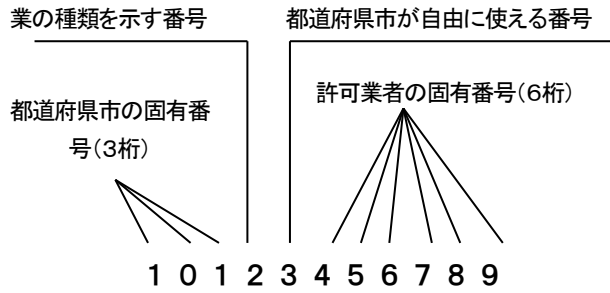 業の種類を示す番号
都道府県市が自由に使える番号
都道府県市の固有番
号(3桁)
許可業者の固有番号(6桁)
1 0 1 2 3 4 5 6 7 8 9